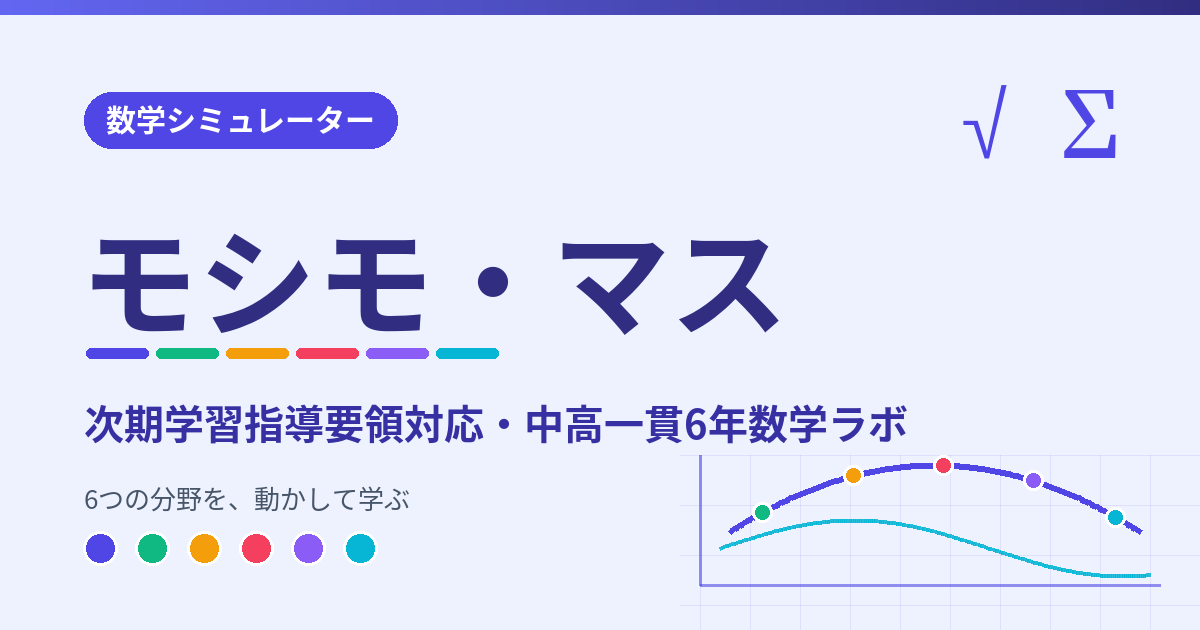 数学シミュレーター
√ Σ
モシモ・マス
次期学習指導要領対応・中高一貫6年数学ラボ
6つの分野を、動かして学ぶ